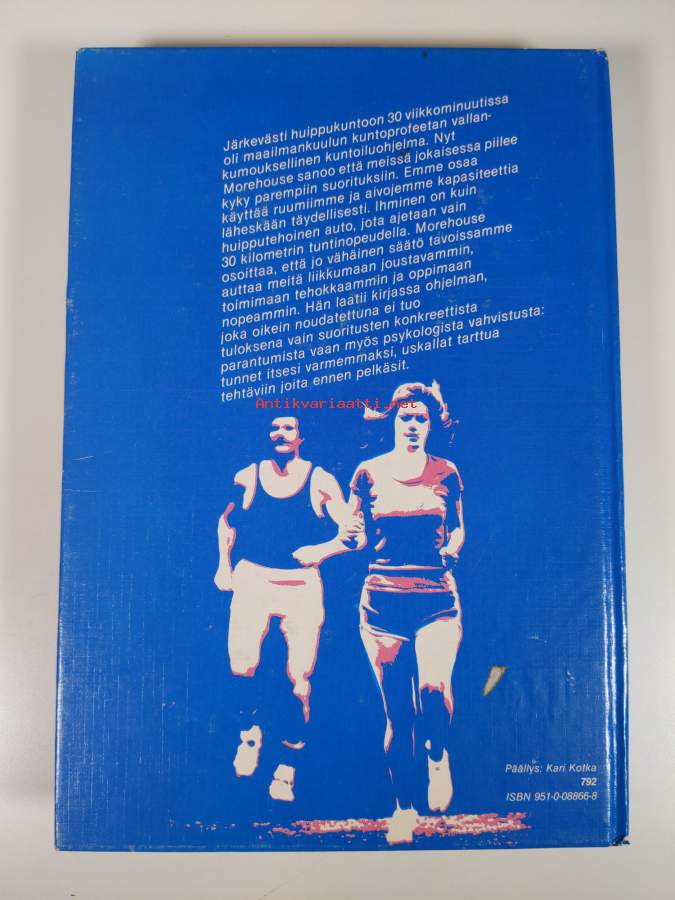 Järkevästi huippukuntoon 30 viikkominuutissa
oli maailmankuulun kuntoprofeetan vallan-
kumouksellinen kuntoiluohjelma. Nyt
Morehouse sanoo että meissä jokaisessa piilee
kyky parempiin suorituksiin. Emme osaa
käyttää ruumiimme ja aivojemme kapasiteettia
läheskään täydellisesti. Ihminen on kuin
huipputehoinen auto, jota ajetaan vain
30 kilometrin tuntinopeudella. Morehouse
osoittaa, että jo vähäinen säätö tavoissamme
auttaa meitä liikkumaan joustavammin,
toimimaan tehokkaammin ja oppimaan
nopeammin. Hän laatii kirjassa ohjelman,
joka oikein noudatettuna ei tuo
tuloksena vain suoritusten konkreettista
parantumista vaan myös psykologista vahvistusta:
tunnet itsesi varmemmaksi, uskallat tarttua
tehtäviin joita ennen pelkäsit.
Antikvariaatti.net
Päällys: Kari Kotka
792
ISBN 951-0-08866-8